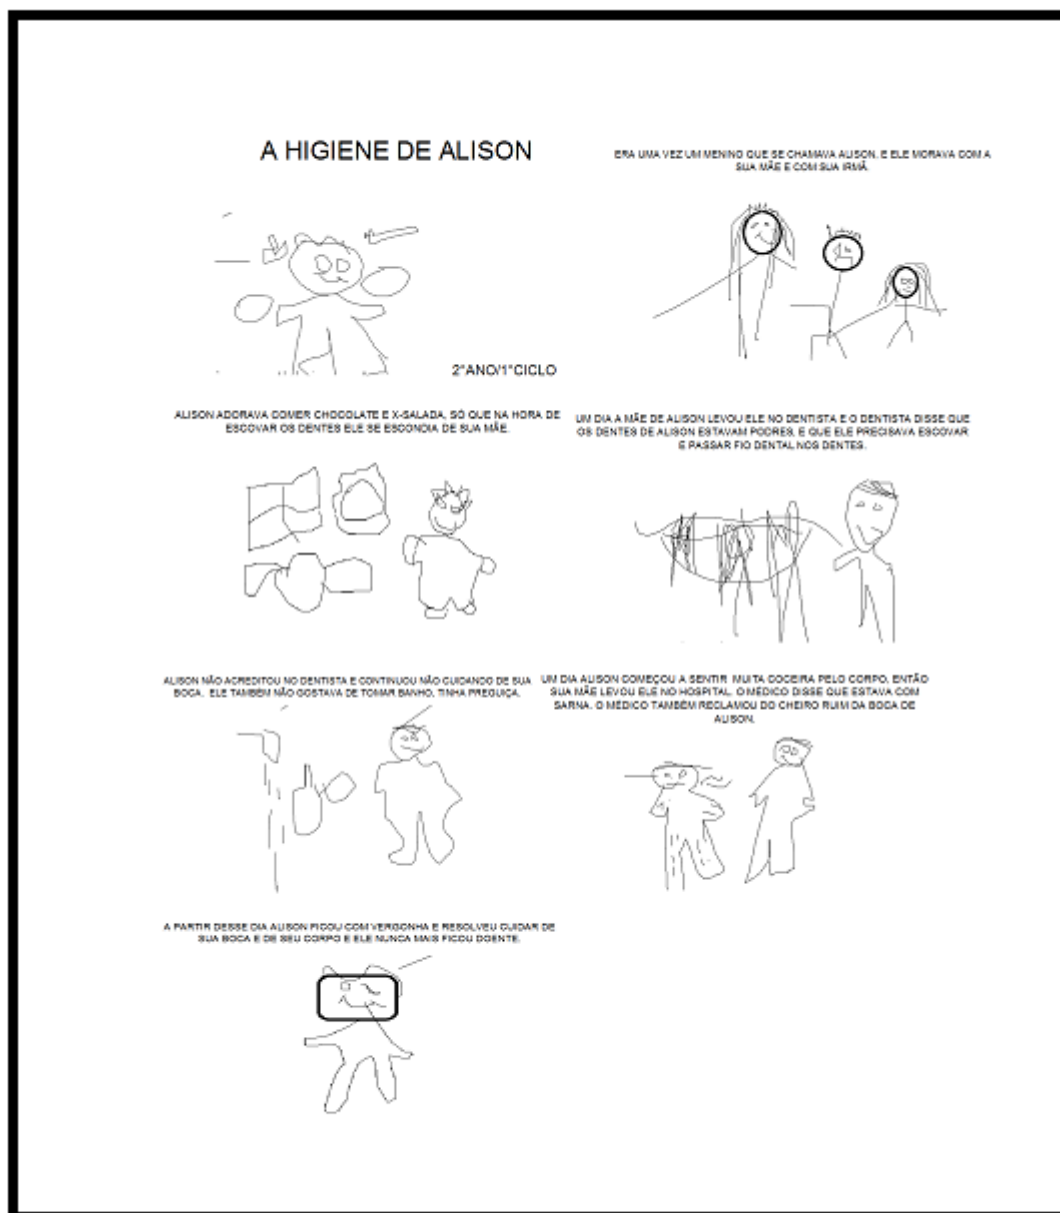 A HIGIENE DE ALISON
2°ANO/1°CICLO
ERA UMA VEZ UM MENINO QUE SE CHAMAVA ALISON. E ELE MORAVA COM A
SUA MÃE E COM SUA IRMÃ.
ALISON ADORAVA COMER CHOCOLATE E X-SALADA, SÓ QUE NA HORA DE
ESCOVAR OS DENTES ELE SE ESCONDIA DE SUA MÃE.
UM DIA A MÃE DE ALISON LEVOU ELE NO DENTISTA E O DENTISTA DISSE QUE
OS DENTES DE ALISON ESTAVAM PODRES, E QUE ELE PRECISAVA ESCOVAR
E PASSAR FIO DENTAL NOS DENTES.
ALISON NÃO ACREDITOU NO DENTISTA E CONTINUOU NÃO CUIDANDO DE SUA
BOCA. ELE TAMBÉM NÃO GOSTAVA DE TOMAR BANHO, TINHA PREGUIÇA.
UM DIA ALISON COMEÇOU A SENTIR MUITA COCEIRA PELO CORPO, ENTÃO
SUA MÃE LEVOU ELE NO HOSPITAL. O MÉDICO DISSE QUE ESTAVA COM
SARNA. O MÉDICO TAMBÉM RECLAMOU DO CHEIRO RUIM DA BOCA DE
ALISON.
A PARTIR DESSE DIA ALISON FICOU COM VERGONHA E RESOLVEU CUIDAR DE
SUA BOCA E DE SEU CORPO E ELE NUNCA MAIS FICOU DOENTE.